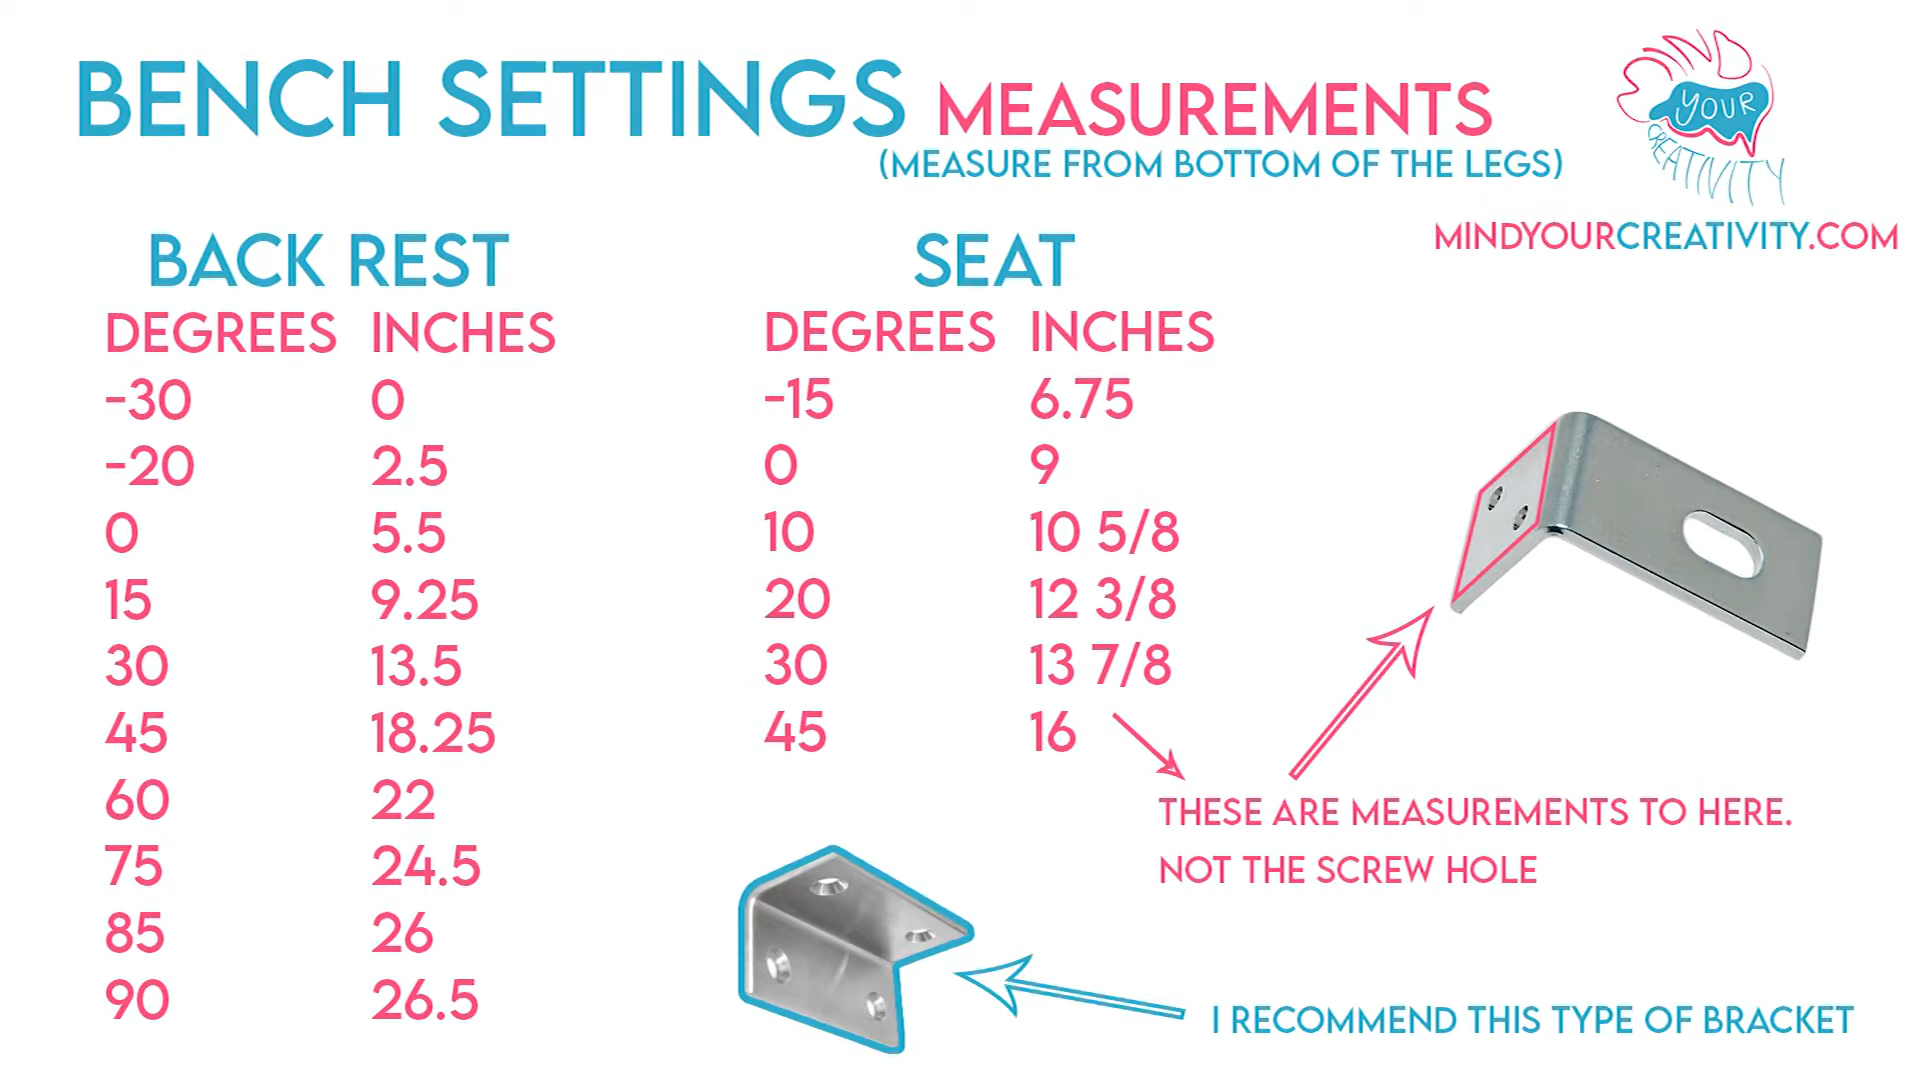 BENCH SETTINGS MEASUREMENTS
(MEASURE FROM BOTTOM OF THE LEGS)
MIND
YOUR
CREATIVITY
MINDYOURCREATIVITY.COM
BACK REST
DEGREES INCHES
-30 0
-20 2.5
0 5.5
15 9.25
30 13.5
45 18.25
60 22
75 24.5
85 26
90 26.5
SEAT
DEGREES INCHES
-15 6.75
0 9
10 10 5/8
20 12 3/8
30 13 7/8
45 16
THESE ARE MEASUREMENTS TO HERE.
NOT THE SCREW HOLE
I RECOMMEND THIS TYPE OF BRACKET